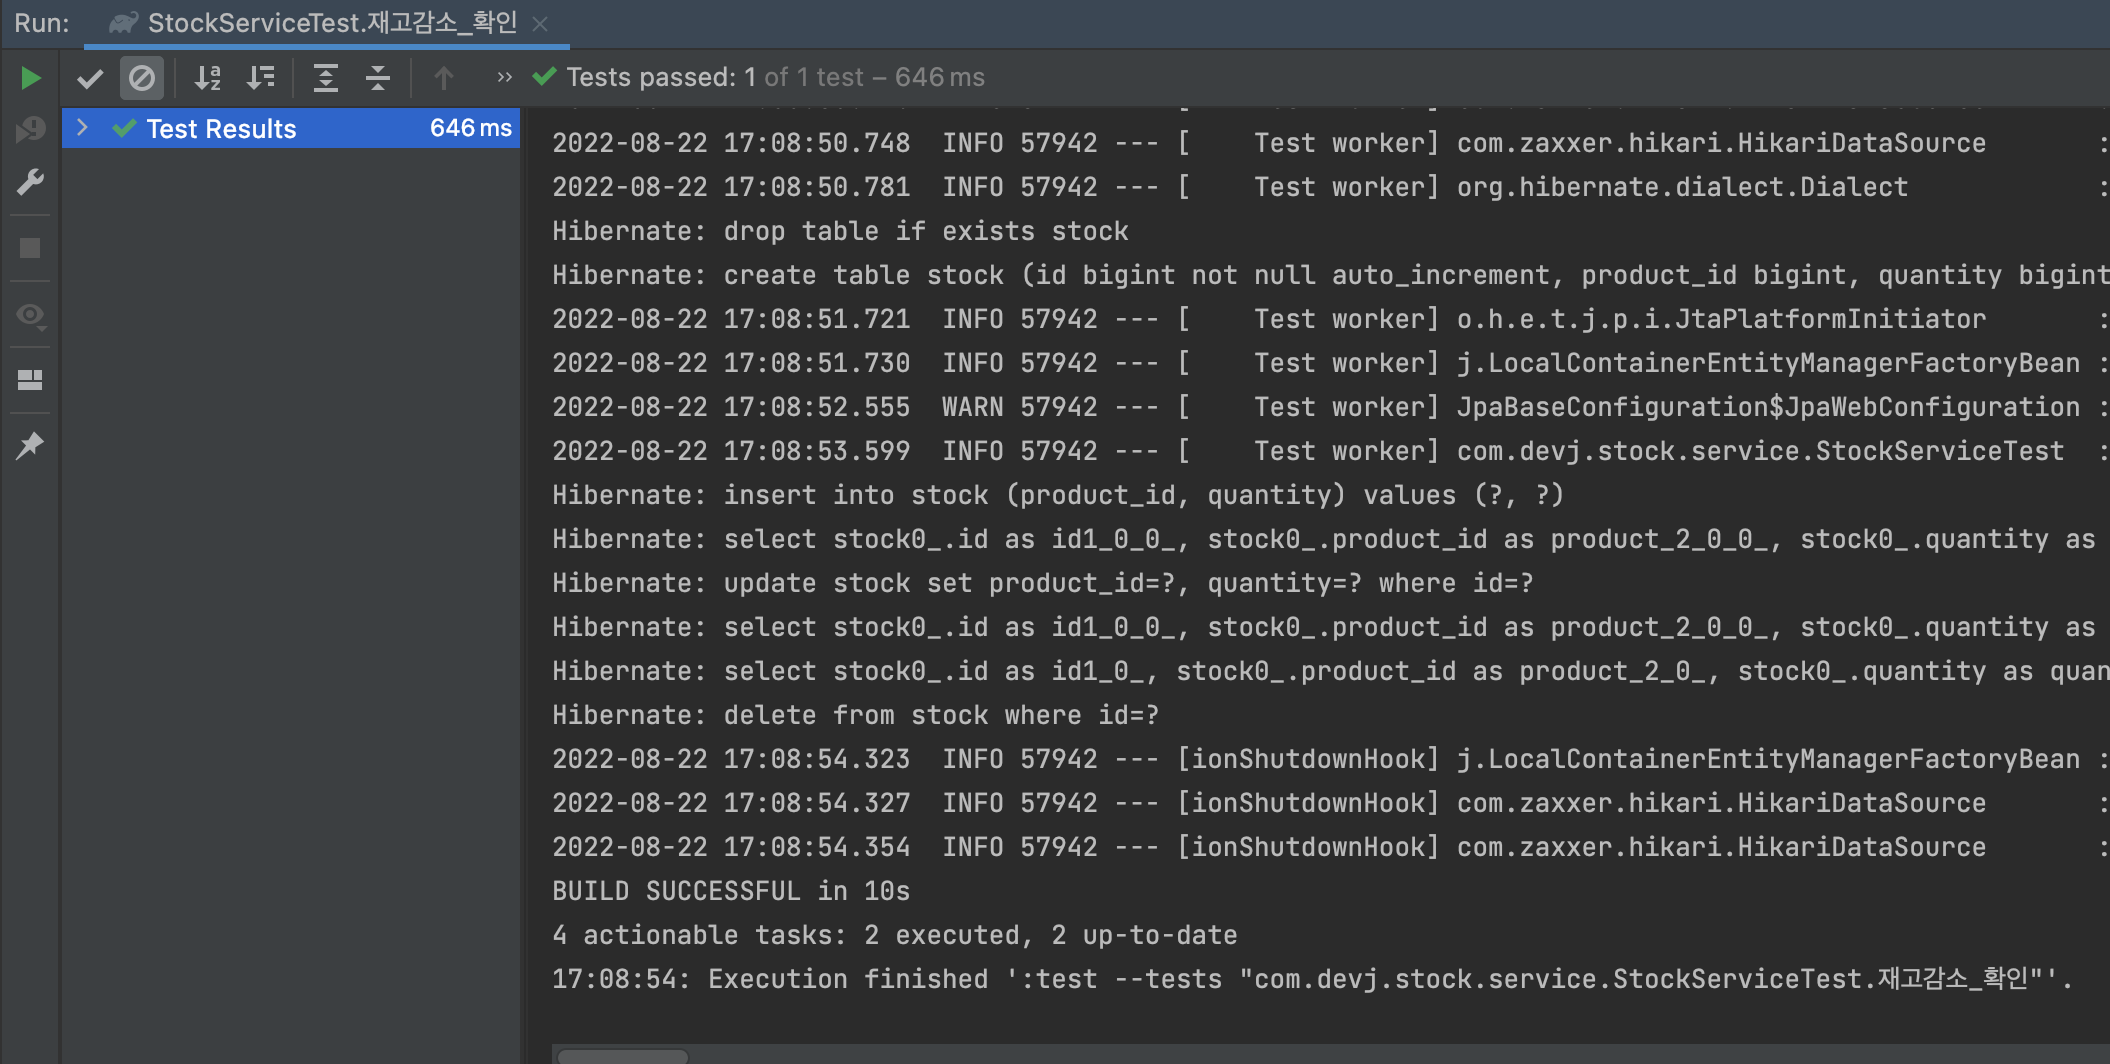 Run: StockServiceTest.재고감소_확인
Tests passed: 1 of 1 test – 646 ms
Test Results 646 ms
2022-08-22 17:08:50.748  INFO 57942 --- [    Test worker] com.zaxxer.hikari.HikariDataSource       :
2022-08-22 17:08:50.781  INFO 57942 --- [    Test worker] org.hibernate.dialect.Dialect            :
Hibernate: drop table if exists stock
Hibernate: create table stock (id bigint not null auto_increment, product_id bigint, quantity bigint
2022-08-22 17:08:51.721  INFO 57942 --- [    Test worker] o.h.e.t.j.p.i.JtaPlatformInitiator       :
2022-08-22 17:08:51.730  INFO 57942 --- [    Test worker] j.LocalContainerEntityManagerFactoryBean :
2022-08-22 17:08:52.555  WARN 57942 --- [    Test worker] JpaBaseConfiguration$JpaWebConfiguration :
2022-08-22 17:08:53.599  INFO 57942 --- [    Test worker] com.devj.stock.service.StockServiceTest  :
Hibernate: insert into stock (product_id, quantity) values (?, ?)
Hibernate: select stock0_.id as id1_0_0_, stock0_.product_id as product_2_0_0_, stock0_.quantity as
Hibernate: update stock set product_id=?, quantity=? where id=?
Hibernate: select stock0_.id as id1_0_0_, stock0_.product_id as product_2_0_0_, stock0_.quantity as
Hibernate: select stock0_.id as id1_0_, stock0_.product_id as product_2_0_, stock0_.quantity as quan
Hibernate: delete from stock where id=?
2022-08-22 17:08:54.323  INFO 57942 --- [ionShutdownHook] j.LocalContainerEntityManagerFactoryBean :
2022-08-22 17:08:54.327  INFO 57942 --- [ionShutdownHook] com.zaxxer.hikari.HikariDataSource       :
2022-08-22 17:08:54.354  INFO 57942 --- [ionShutdownHook] com.zaxxer.hikari.HikariDataSource       :
BUILD SUCCESSFUL in 10s
4 actionable tasks: 2 executed, 2 up-to-date
17:08:54: Execution finished ':test --tests "com.devj.stock.service.StockServiceTest.재고감소_확인"'.